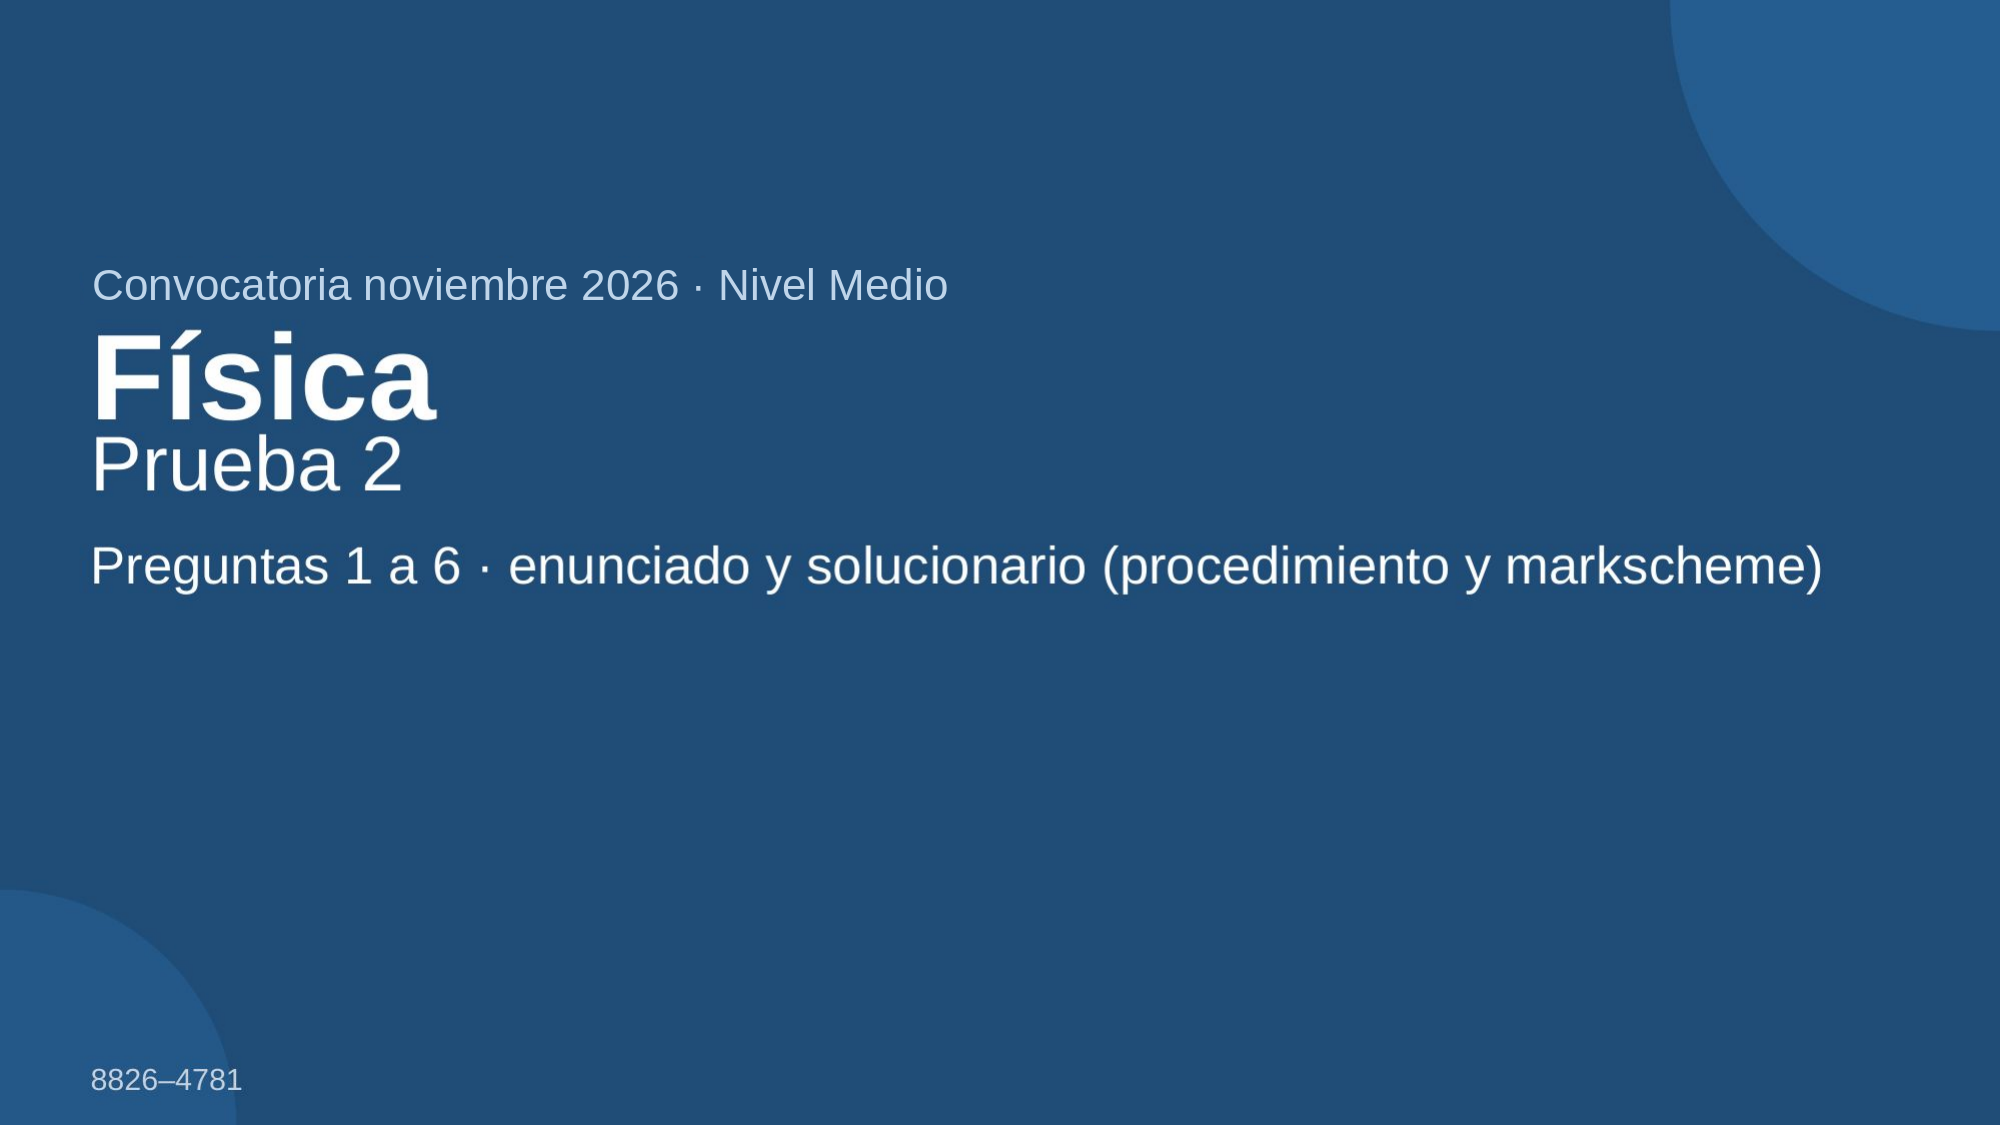 Convocatoria noviembre 2026 · Nivel Medio
Física
Prueba 2
Preguntas 1 a 6 · enunciado y solucionario (procedimiento y markscheme)
8826–4781